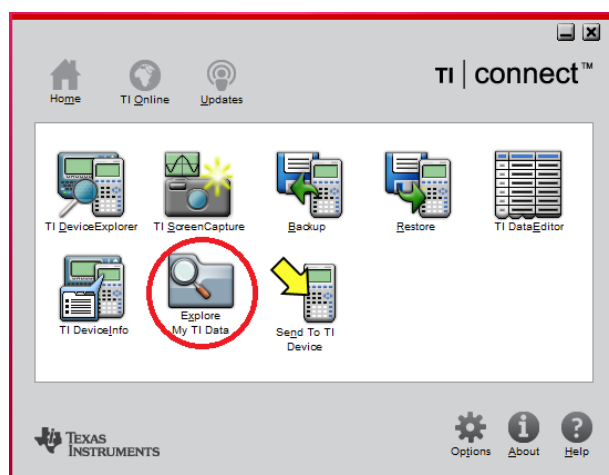 TI | connect™
Home TI Online Updates
TI DeviceExplorer TI ScreenCapture Backup Restore TI DataEditor
TI DeviceInfo Explore My TI Data Send To TI Device
Texas Instruments
Options About Help